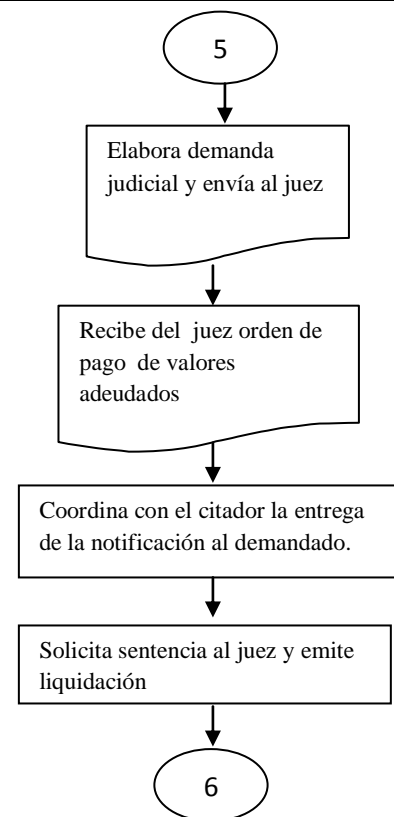 5
Elabora demanda
judicial y envía al juez
Recibe del juez orden de
pago de valores
adeudados
Coordina con el citador la entrega
de la notificación al demandado.
Solicita sentencia al juez y emite
liquidación
6